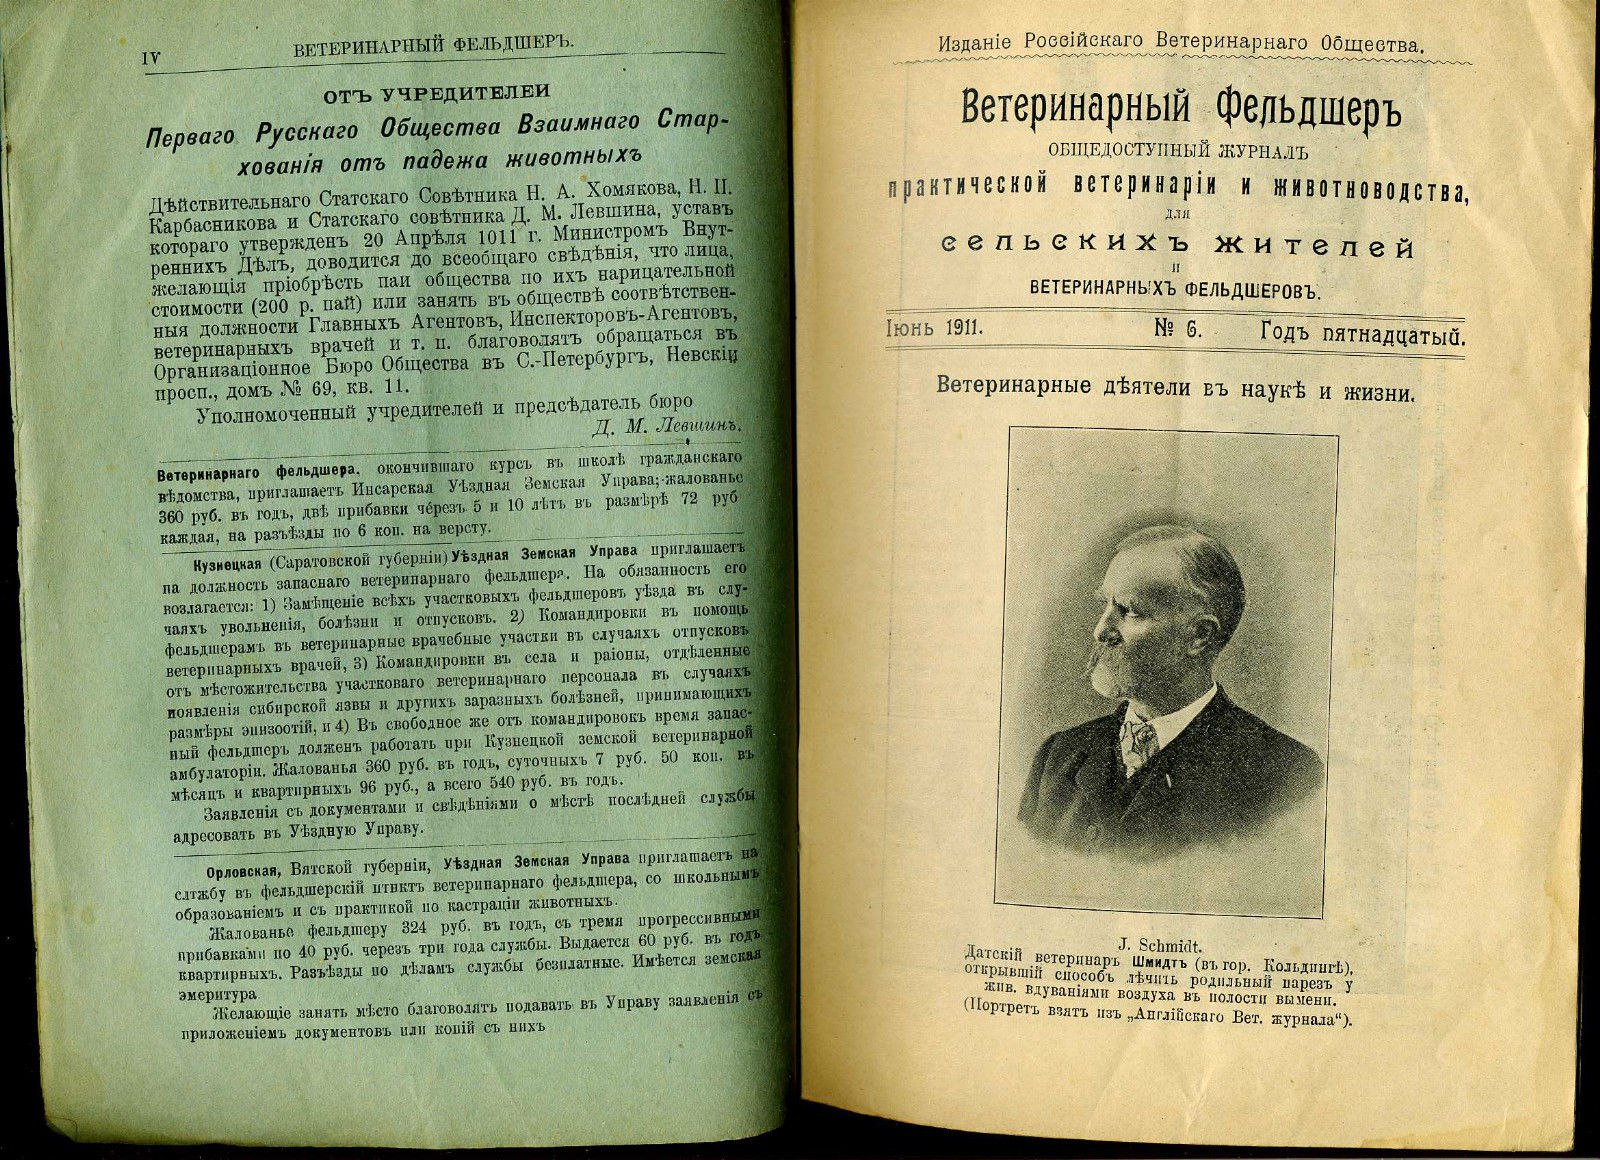 IV
ВЕТЕРИНАРНЫЙ ФЕЛЬДШЕРЪ.
ОТЪ УЧРЕДИТЕЛЕЙ
Перваго Русскаго Общества Взаимнаго Стар-
хованія отъ падежа животныхъ
Дѣйствительнаго Статскаго Совѣтника Н. А. Хомякова, Н. П.
Карбасникова и Статскаго совѣтника Д. М. Левшина, уставъ
котораго утвержденъ 20 Апрѣля 1011 г. Министромъ Внут-
реннихъ Дѣлъ, доводится до всеобщаго свѣдѣнія, что лица,
желающія пріобрѣсть паи общества по ихъ нарицательной
стоимости (200 р. пай) или занять въ обществѣ соотвѣтствен-
ныя должности Главныхъ Агентовъ, Инспекторовъ-Агентовъ,
ветеринарныхъ врачей и т. п. благоволятъ обращаться въ
Организаціонное Бюро Общества въ С.-Петербургъ, Невскій
просп., домъ № 69, кв. 11.
Уполномоченный учредителей и предсѣдатель бюро
Д. М. Левшинъ.
Ветеринарнаго фельдшера, окончившаго курсъ въ школѣ гражданскаго
вѣдомства, приглашаетъ Инсарская Уѣздная Земская Управа; жалованье
360 руб. въ годъ, двѣ прибавки черезъ 5 и 10 лѣтъ въ размѣрѣ 72 руб
каждая, на разъѣзды по 6 коп. на версту.
Кузнецкая (Саратовской губерніи) Уѣздная Земская Управа приглашаетъ
на должность запаснаго ветеринарнаго фельдшера. На обязанность его
возлагается: 1) Замѣщеніе всѣхъ участковыхъ фельдшеровъ уѣзда въ слу-
чаяхъ увольненія, болѣзни и отпусковъ. 2) Командировки въ помощь
фельдшерамъ въ ветеринарные врачебные участки въ случаяхъ отпусковъ
ветеринарныхъ врачей, 3) Командировки въ села и раіоны, отдѣленные
отъ мѣстожительства участковаго ветеринарнаго персонала въ случаяхъ
появленія сибирской язвы и другихъ заразныхъ болѣзней, принимающихъ
размѣры эпизоотій, и 4) Въ свободное же отъ командировокъ время запас-
ный фельдшеръ долженъ работать при Кузнецкой земской ветеринарной
амбулаторіи. Жалованья 360 руб. въ годъ, суточныхъ 7 руб. 50 коп. въ
мѣсяцъ и квартирныхъ 96 руб., а всего 540 руб. въ годъ.
Заявленія съ документами и свѣдѣніями о мѣстѣ послѣдней службы
адресовать въ Уѣздную Управу.
Орловская, Вятской губерніи, Уѣздная Земская Управа приглашаетъ на
слтжбу въ фельдшерскій птнктъ ветеринарнаго фельдшера, со школьнымъ
образованіемъ и съ практикой по кастраціи животныхъ.
Жалованье фельдшеру 324 руб. въ годъ, съ тремя прогрессивными
прибавками по 40 руб. черезъ три года службы. Выдается 60 руб. въ годъ
квартирныхъ. Разъѣзды по дѣламъ службы безплатные. Имѣется земская
эмеритура
Желающіе занять мѣсто благоволятъ подавать въ Управу заявленія съ
приложеніемъ документовъ или копій съ нихъ
Изданіе Россійскаго Ветеринарнаго Общества.
Ветеринарный Фельдшеръ
ОБЩЕДОСТУПНЫЙ ЖУРНАЛЪ
практической ветеринаріи и животноводства,
ДЛЯ
сельскихъ жителей
И
ВЕТЕРИНАРНЫХЪ ФЕЛЬДШЕРОВЪ.
Іюнь 1911. № 6. Годъ пятнадцатый.
Ветеринарные дѣятели въ наукѣ и жизни.
J. Schmidt.
Датскій ветеринаръ Шмидтъ (въ гор. Кольдингѣ),
открывшій способъ лѣчить родильный парезъ у
жив. вдуваніями воздуха въ полости вымени.
(Портретъ взятъ изъ „Англійскаго Вет. журнала“).